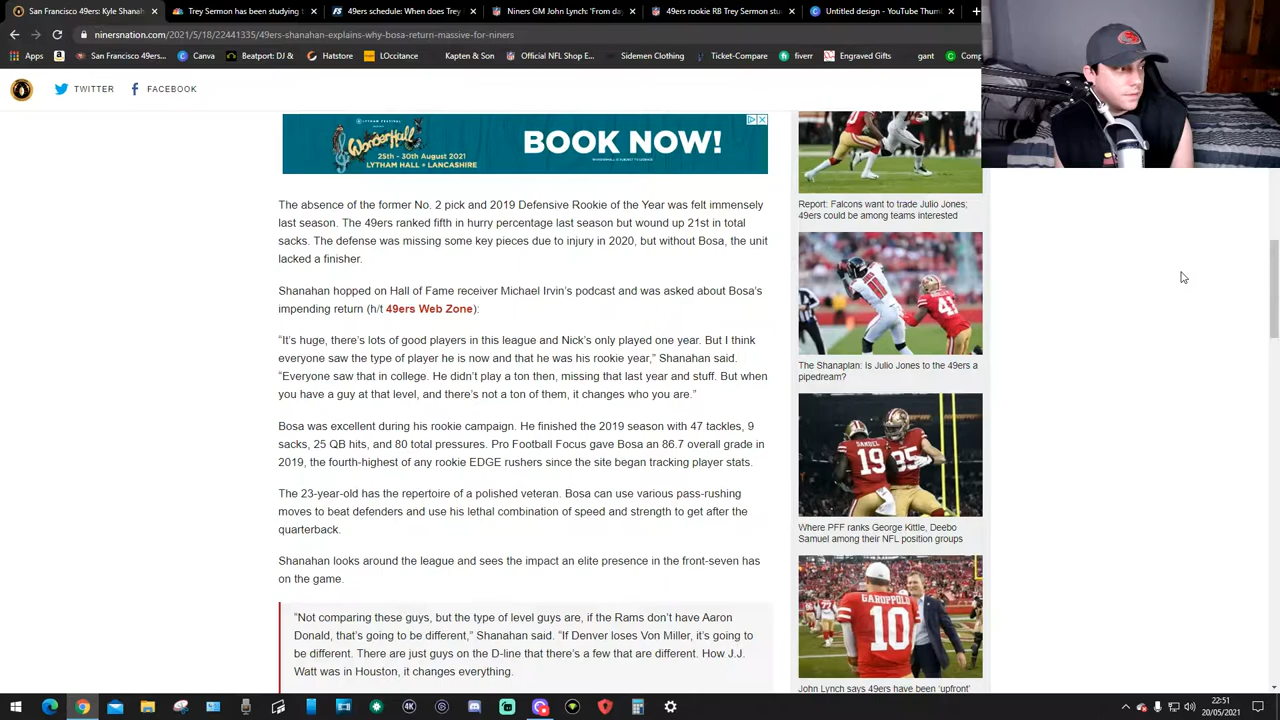 San Francisco 49ers: Kyle Shanah
Trey Sermon has been studying t
49ers schedule: When does Trey
Niners GM John Lynch: 'From day
49ers rookie RB Trey Sermon stu
Untitled design - YouTube Thumb
ninersnation.com/2021/5/18/22441335/49ers-shanahan-explains-why-bosa-return-massive-for-niners
Apps
San Francisco 49ers...
Canva
Beatport: DJ &
Hatstore
LOccitance
Kapten & Son
Official NFL Shop E...
Sidemen Clothing
Ticket-Compare
fiverr
Engraved Gifts
gant
Comp
TWITTER
FACEBOOK
WonderHall
25th - 30th August 2021
LYTHAM HALL • LANCASHIRE
BOOK NOW!
The absence of the former No. 2 pick and 2019 Defensive Rookie of the Year was felt immensely
last season. The 49ers ranked fifth in hurry percentage last season but wound up 21st in total
sacks. The defense was missing some key pieces due to injury in 2020, but without Bosa, the unit
lacked a finisher.
Shanahan hopped on Hall of Fame receiver Michael Irvin's podcast and was asked about Bosa's
impending return (h/t 49ers Web Zone):
"It's huge, there's lots of good players in this league and Nick's only played one year. But I think
everyone saw the type of player he is now and that he was his rookie year," Shanahan said.
"Everyone saw that in college. He didn't play a ton then, missing that last year and stuff. But when
you have a guy at that level, and there's not a ton of them, it changes who you are."
Bosa was excellent during his rookie campaign. He finished the 2019 season with 47 tackles, 9
sacks, 25 QB hits, and 80 total pressures. Pro Football Focus gave Bosa an 86.7 overall grade in
2019, the fourth-highest of any rookie EDGE rushers since the site began tracking player stats.
The 23-year-old has the repertoire of a polished veteran. Bosa can use various pass-rushing
moves to beat defenders and use his lethal combination of speed and strength to get after the
quarterback.
Shanahan looks around the league and sees the impact an elite presence in the front-seven has
on the game.
"Not comparing these guys, but the type of level guys are, if the Rams don't have Aaron
Donald, that's going to be different," Shanahan said. "If Denver loses Von Miller, it's going to
be different. There are just guys on the D-line that there's a few that are different. How J.J.
Watt was in Houston, it changes everything.
Report: Falcons want to trade Julio Jones;
49ers could be among teams interested
11
41
The Shanaplan: Is Julio Jones to the 49ers a
pipedream?
SAMUEL
19
85
Where PFF ranks George Kittle, Deebo
Samuel among their NFL position groups
GAROPPOLO
10
John Lynch says 49ers have been 'upfront'
22:51
20/05/2021